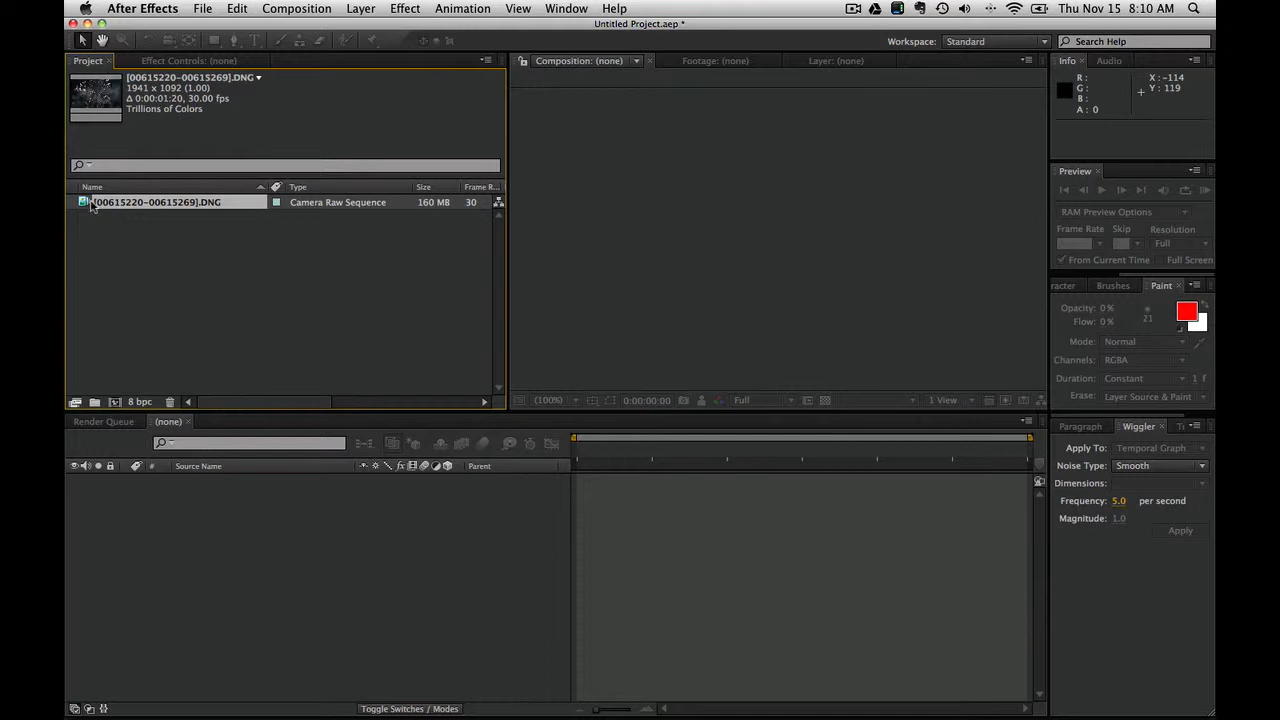 After Effects File Edit Composition Layer Effect Animation View Window Help Thu Nov 15 8:10 AM
Untitled Project.aep *
Workspace: Standard Search Help
Project Effect Controls: (none) Composition: (none) Footage: (none) Layer: (none) Info Audio
[00615220-00615269].DNG
1941 x 1092 (1.00)
Δ 0:00:01:20, 30.00 fps
Trillions of Colors
R: X: -114
G: Y: 119
B:
A: 0
Preview
Name Type Size Frame R...
[00615220-00615269].DNG Camera Raw Sequence 160 MB 30
RAM Preview Options
Frame Rate Skip Resolution
Full
From Current Time Full Screen
racter Brushes Paint
Opacity: 0 %
Flow: 0 % 21
Mode: Normal
Channels: RGBA
Duration: Constant 1 f
Erase: Layer Source & Paint
8 bpc (100%) 0:00:00:00 Full 1 View
Render Queue (none) Paragraph Wiggler
# Source Name Parent
Apply To: Temporal Graph
Noise Type: Smooth
Dimensions:
Frequency: 5.0 per second
Magnitude: 1.0
Apply
Toggle Switches / Modes